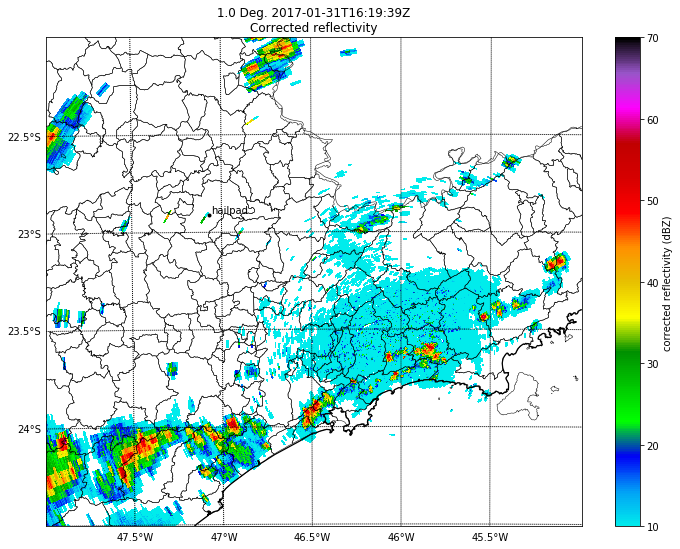 1.0 Deg. 2017-01-31T16:19:39Z
Corrected reflectivity
22.5°S
23°S
23.5°S
24°S
47.5°W
47°W
46.5°W
46°W
45.5°W
hailpad
70
60
50
40
30
20
10
corrected reflectivity (dBZ)